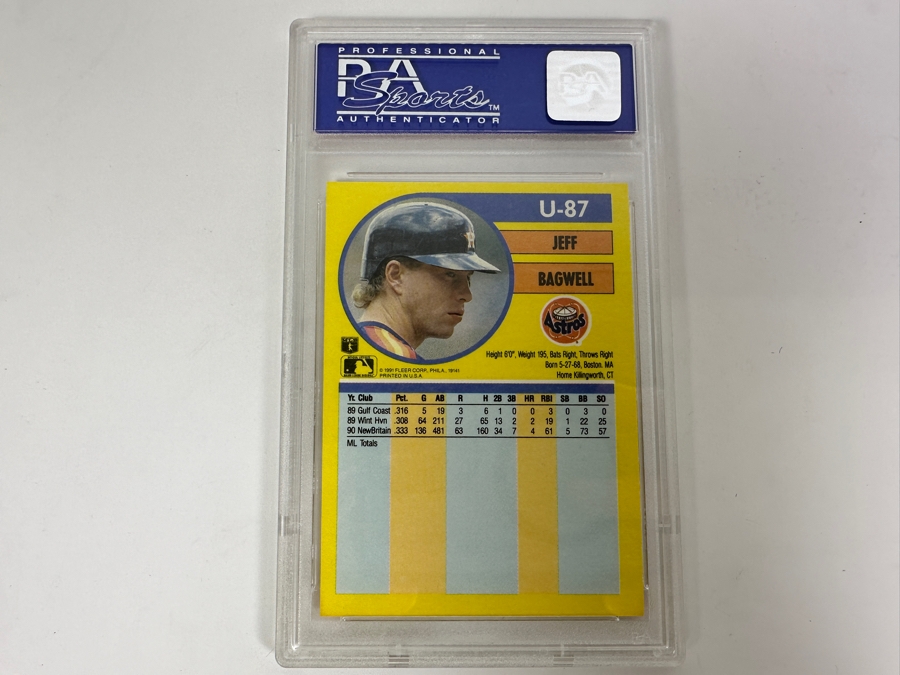 PROFESSIONAL
PSA
Sports™
AUTHENTICATOR
PSA
U-87
JEFF
BAGWELL
Astros
Height 6'0", Weight 195, Bats Right, Throws Right
Born 5-27-68, Boston. MA
Home Killingworth, CT
© 1991 FLEER CORP. PHILA., 19141
PRINTED IN U.S.A.
Yr. Club Pct. G AB R H 2B 3B HR RBI SB BB SO
89 Gulf Coast .316 5 19 3 6 1 0 0 3 0 3 0
89 Wint Hvn .308 64 211 27 65 13 2 2 19 1 22 25
90 NewBritain .333 136 481 63 160 34 7 4 61 5 73 57
ML Totals